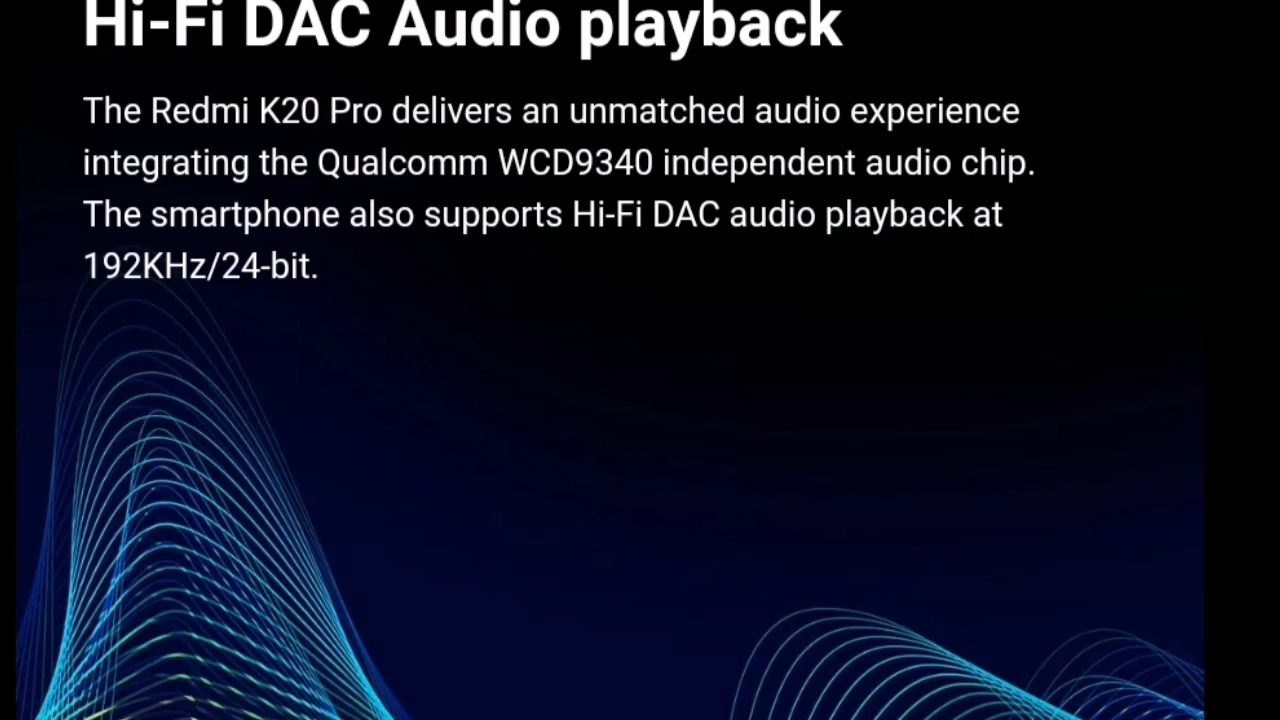 Hi-Fi DAC Audio playback
The Redmi K20 Pro delivers an unmatched audio experience
integrating the Qualcomm WCD9340 independent audio chip.
The smartphone also supports Hi-Fi DAC audio playback at
192KHz/24-bit.